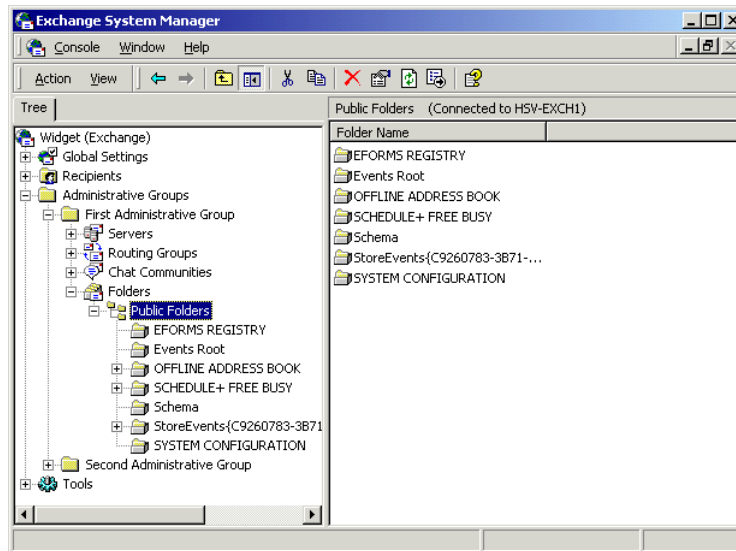 Exchange System Manager
Console Window Help
Action View
Tree
Public Folders (Connected to HSV-EXCH1)
Widget (Exchange)
Global Settings
Recipients
Administrative Groups
First Administrative Group
Servers
Routing Groups
Chat Communities
Folders
Public Folders
EFORMS REGISTRY
Events Root
OFFLINE ADDRESS BOOK
SCHEDULE+ FREE BUSY
Schema
StoreEvents{C9260783-3B71
SYSTEM CONFIGURATION
Second Administrative Group
Tools
Folder Name
EFORMS REGISTRY
Events Root
OFFLINE ADDRESS BOOK
SCHEDULE+ FREE BUSY
Schema
StoreEvents{C9260783-3B71-...
SYSTEM CONFIGURATION